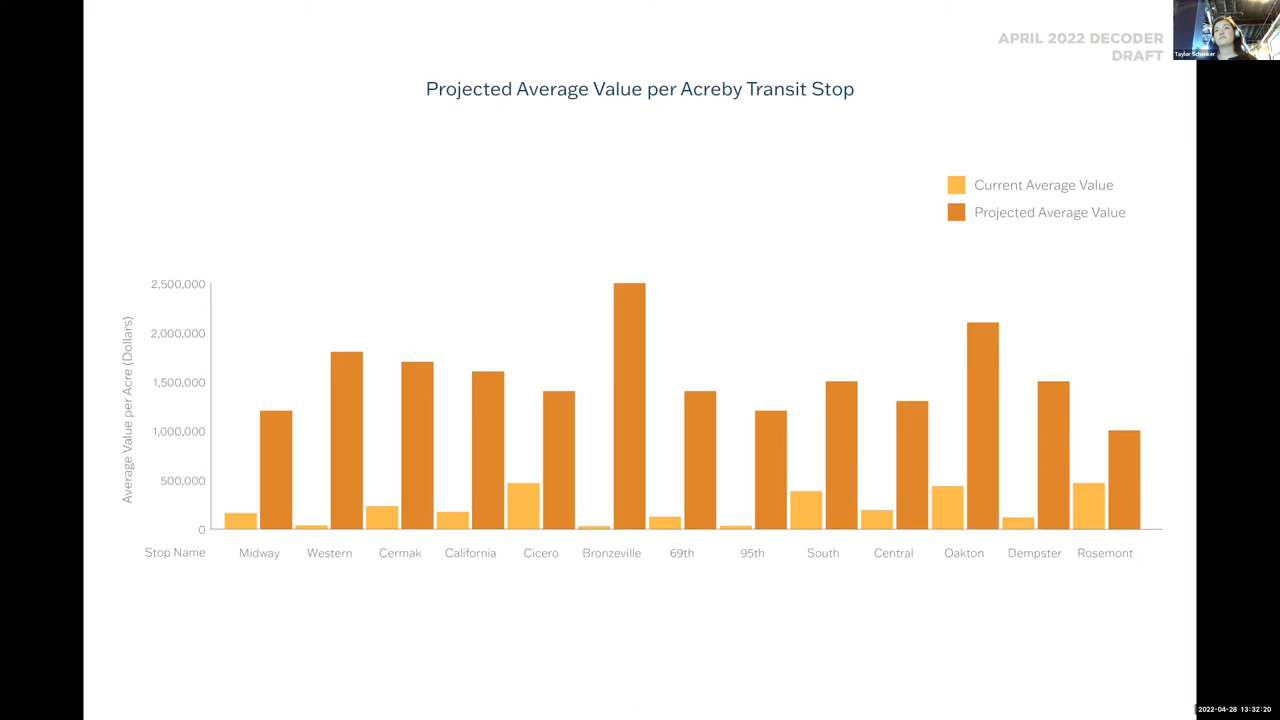 APRIL 2022 DECODER
DRAFT
Taylor Schenker
Projected Average Value per Acreby Transit Stop
Current Average Value
Projected Average Value
Average Value per Acre (Dollars)
2,500,000
2,000,000
1,500,000
1,000,000
500,000
0
Stop Name Midway Western Cermak California Cicero Bronzeville 69th 95th South Central Oakton Dempster Rosemont
2022-04-28 13:32:20